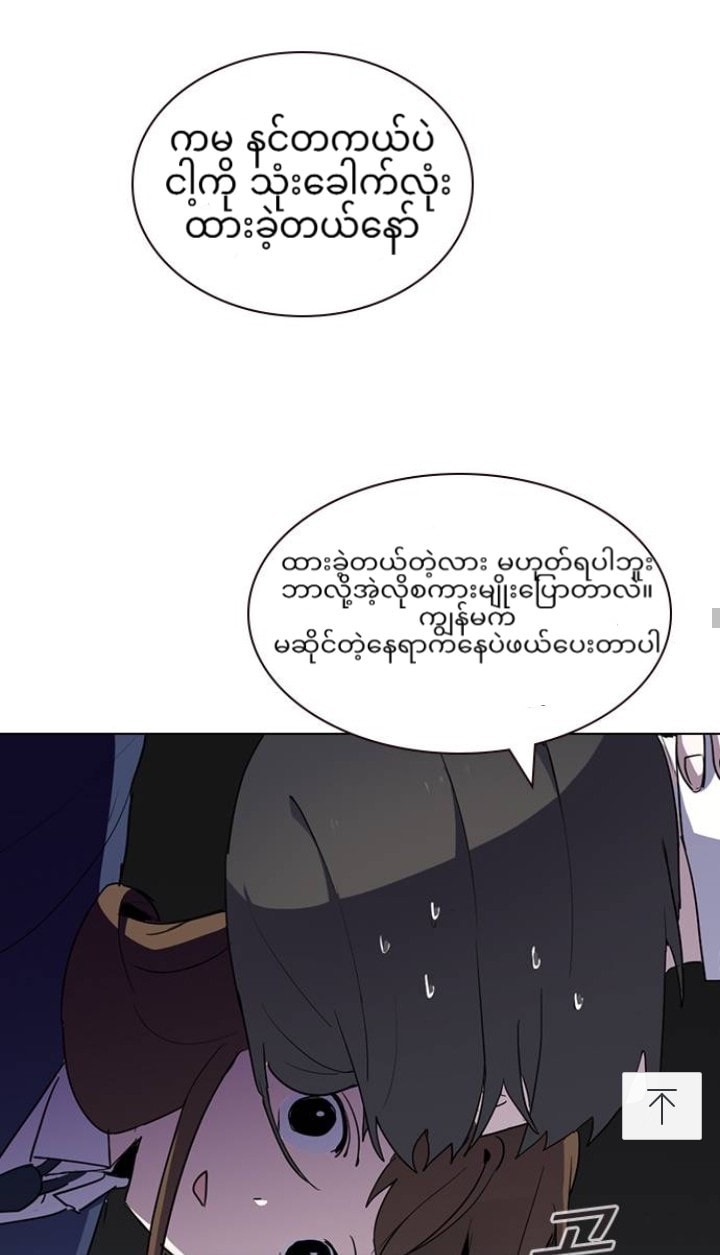 ကမ နင်တကယ်ပဲ
ငါ့ကို သုံးခေါက်လုံး
ထားခဲ့တယ်နော်
ထားခဲ့တယ်တဲ့လား မဟုတ်ရပါဘူး
ဘာလို့အဲ့လိုစကားမျိုးပြောတာလဲ။
ကျွန်မက
မဆိုင်တဲ့နေရာကနေပဲဖယ်ပေးတာပါ